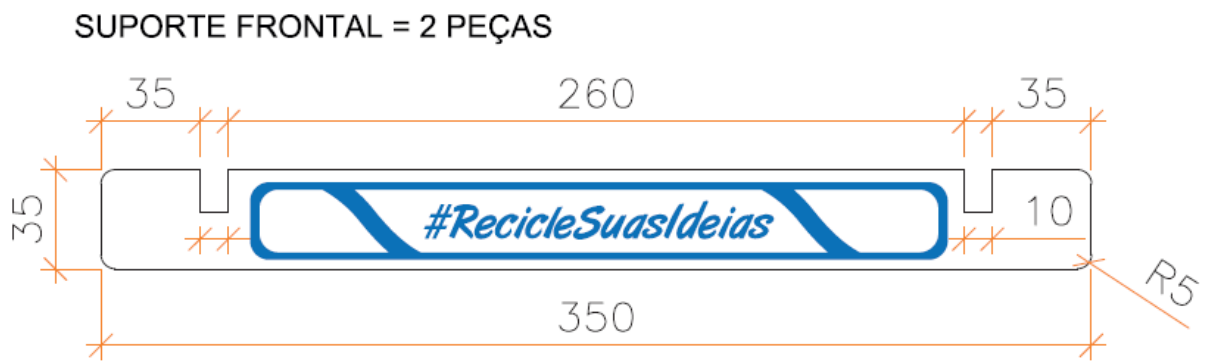 SUPORTE FRONTAL = 2 PEÇAS
35 260 35
35
#RecicleSuasIdeias
10
R5
350